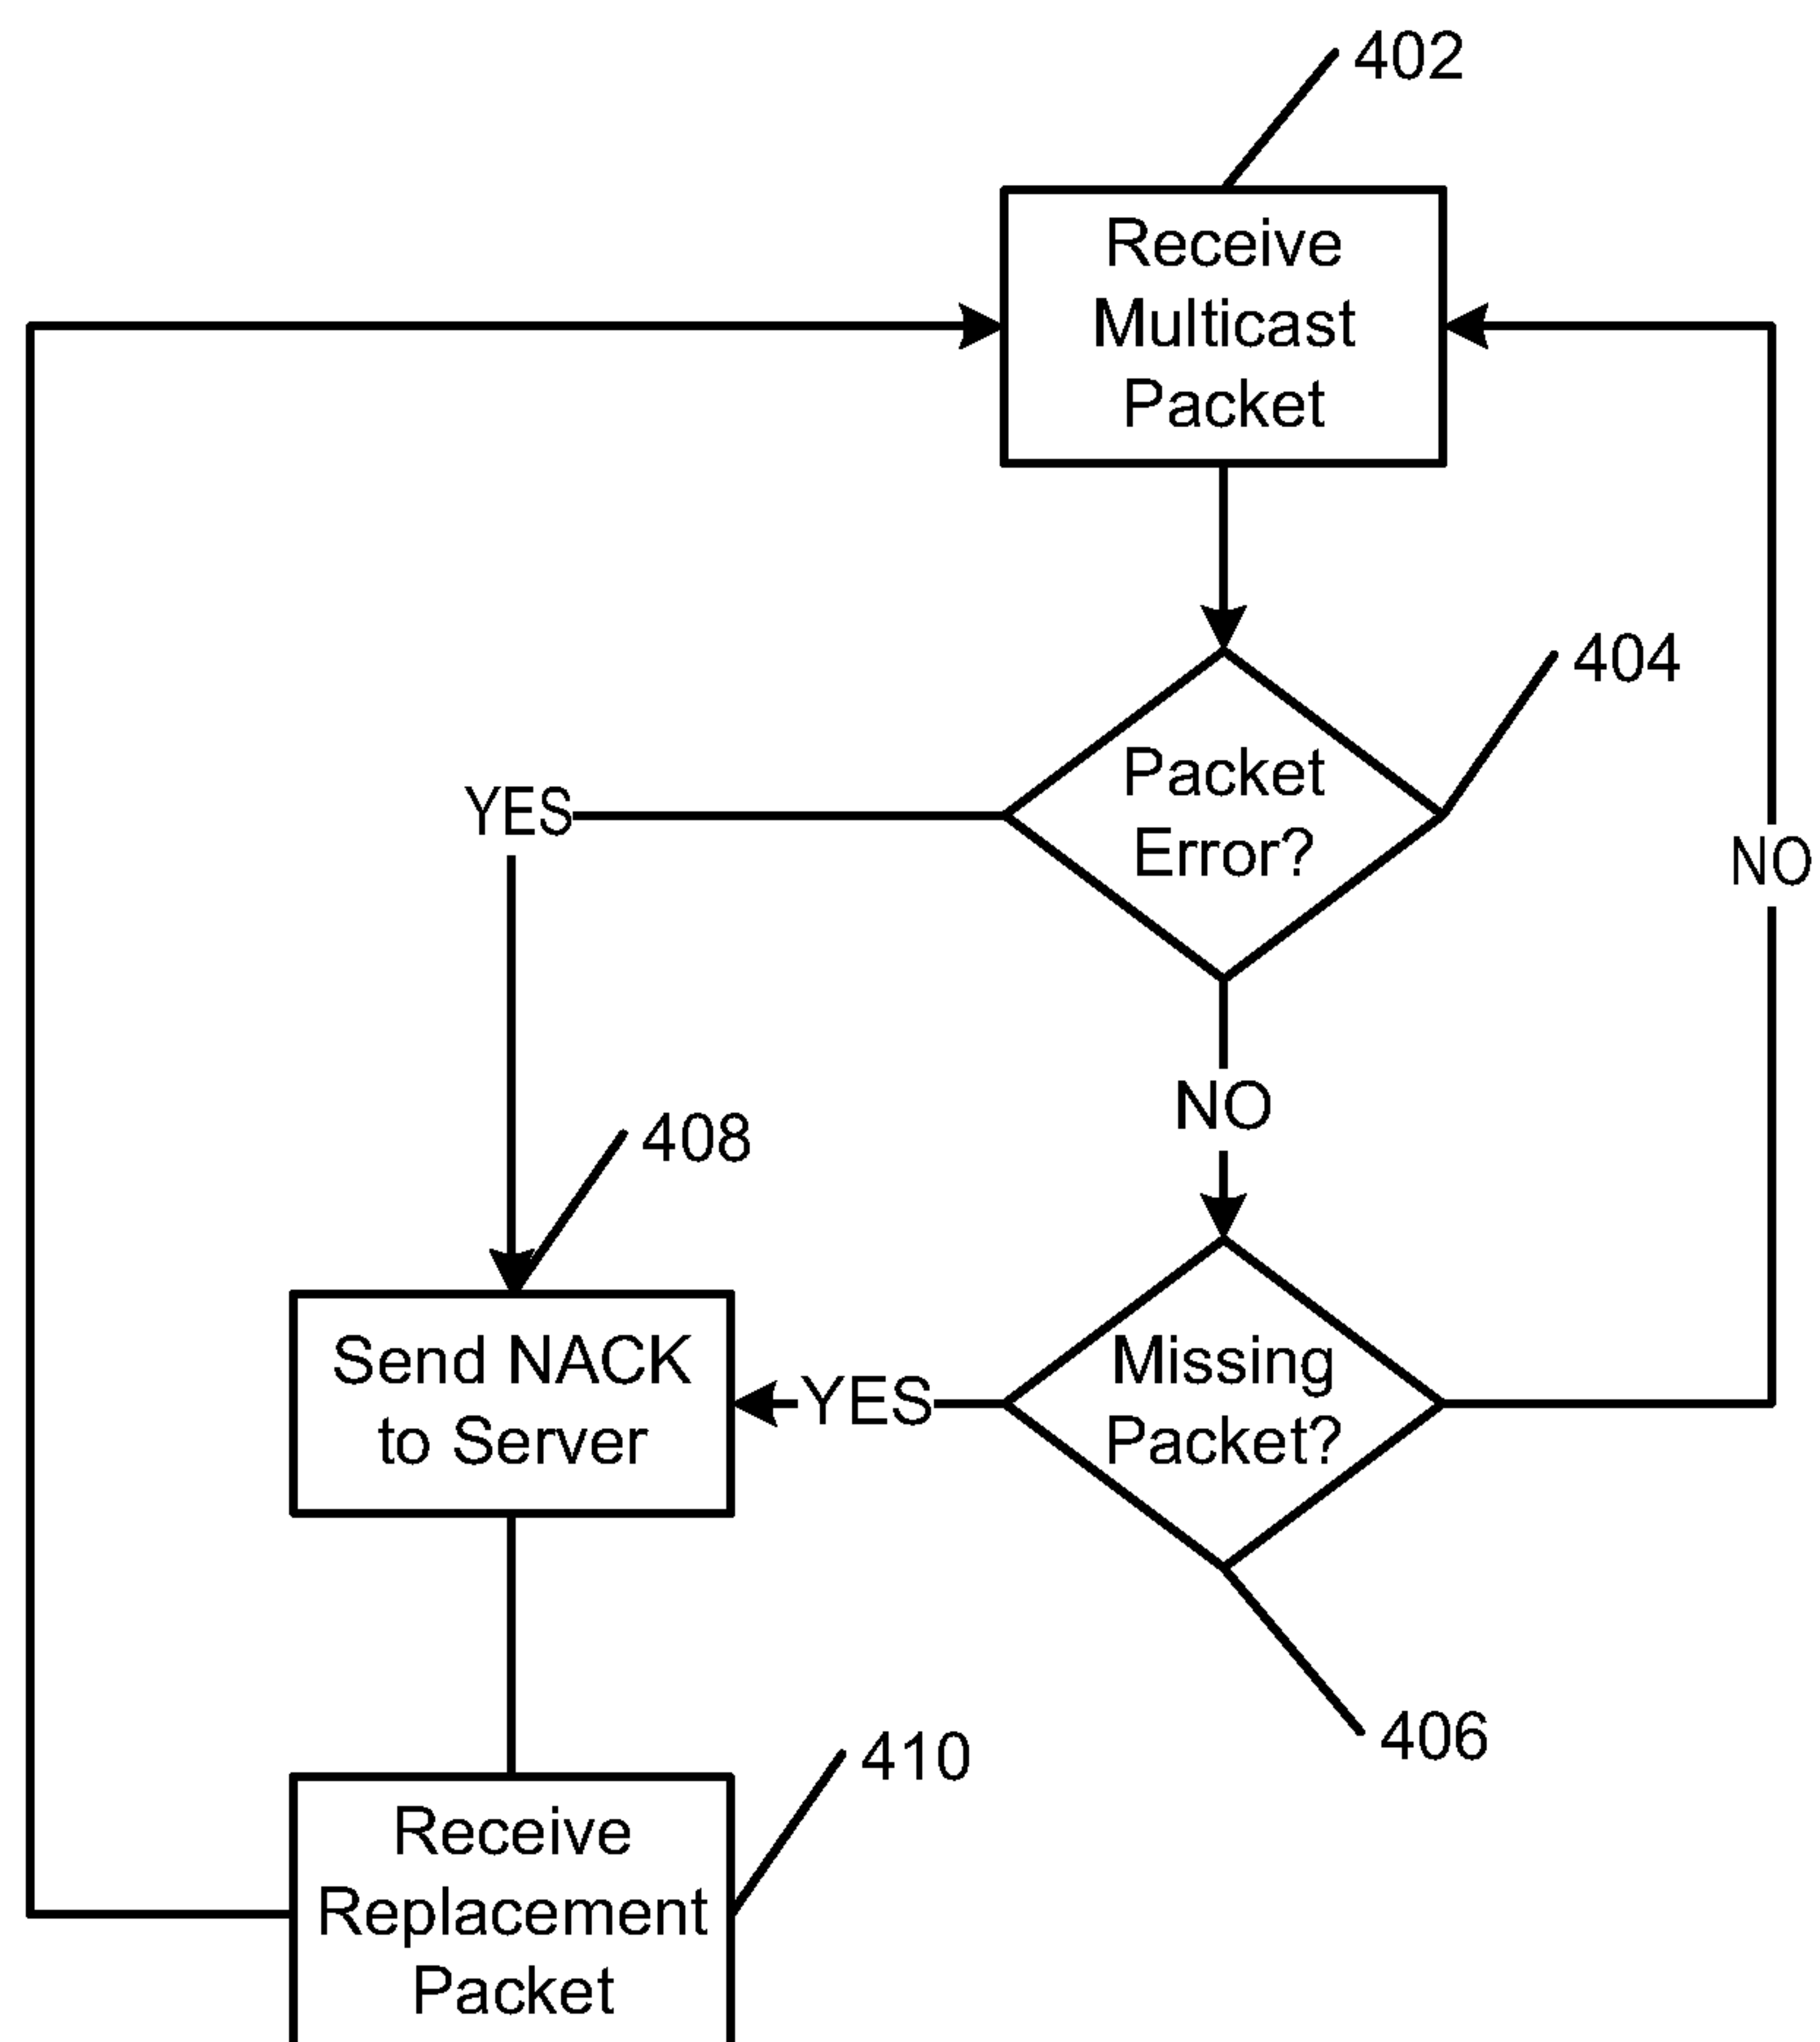 402
Receive
Multicast
Packet
404
Packet
Error?
YES
NO
NO
408
Send NACK
to Server
YES
Missing
Packet?
406
410
Receive
Replacement
Packet